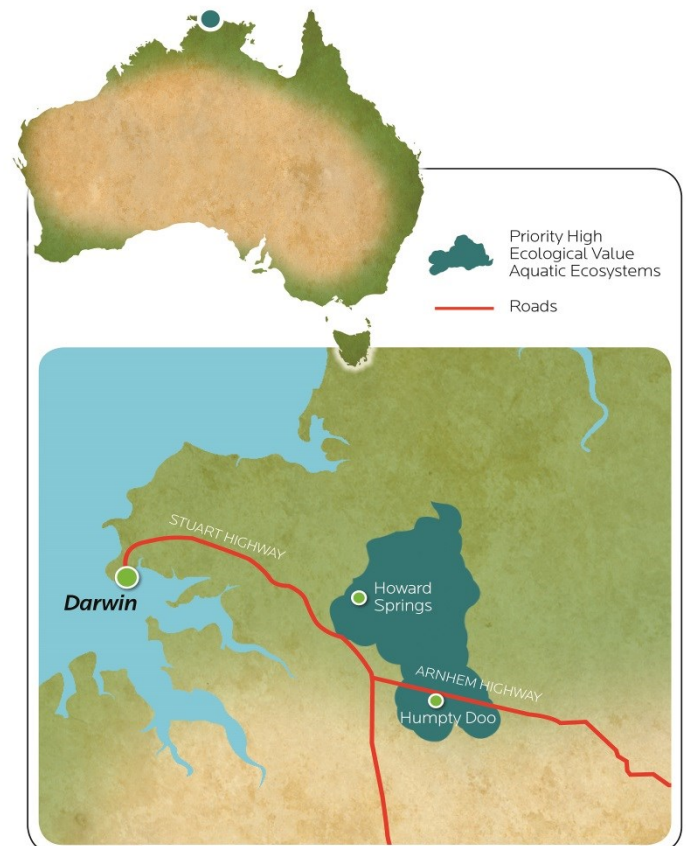 Priority High
Ecological Value
Aquatic Ecosystems
Roads
STUART HIGHWAY
Darwin
Howard
Springs
ARNHEM HIGHWAY
Humpty Doo